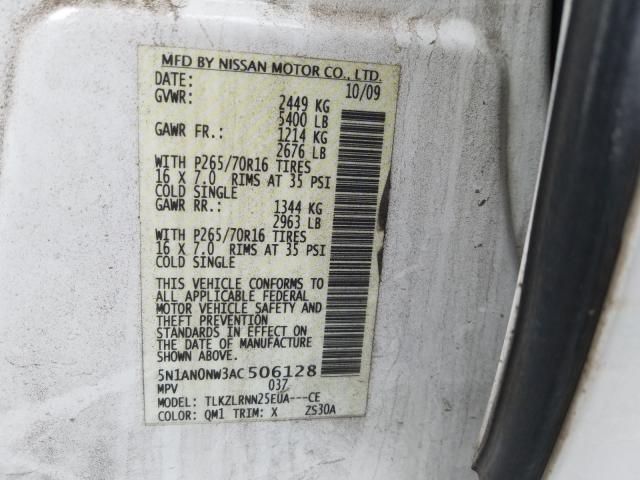 MFD BY NISSAN MOTOR CO., LTD.
DATE: 10/09
GVWR: 2449 KG
5400 LB
GAWR FR.: 1214 KG
2676 LB
WITH P265/70R16 TIRES
16 X 7.0 RIMS AT 35 PSI
COLD SINGLE
GAWR RR.: 1344 KG
2963 LB
WITH P265/70R16 TIRES
16 X 7.0 RIMS AT 35 PSI
COLD SINGLE
THIS VEHICLE CONFORMS TO
ALL APPLICABLE FEDERAL
MOTOR VEHICLE SAFETY AND
THEFT PREVENTION
STANDARDS IN EFFECT ON
THE DATE OF MANUFACTURE
SHOWN ABOVE.
5N1AN0NW3AC506128
MPV 037
MODEL: TLKZLRNN25EUA---CE
COLOR: QM1 TRIM: X ZS30A